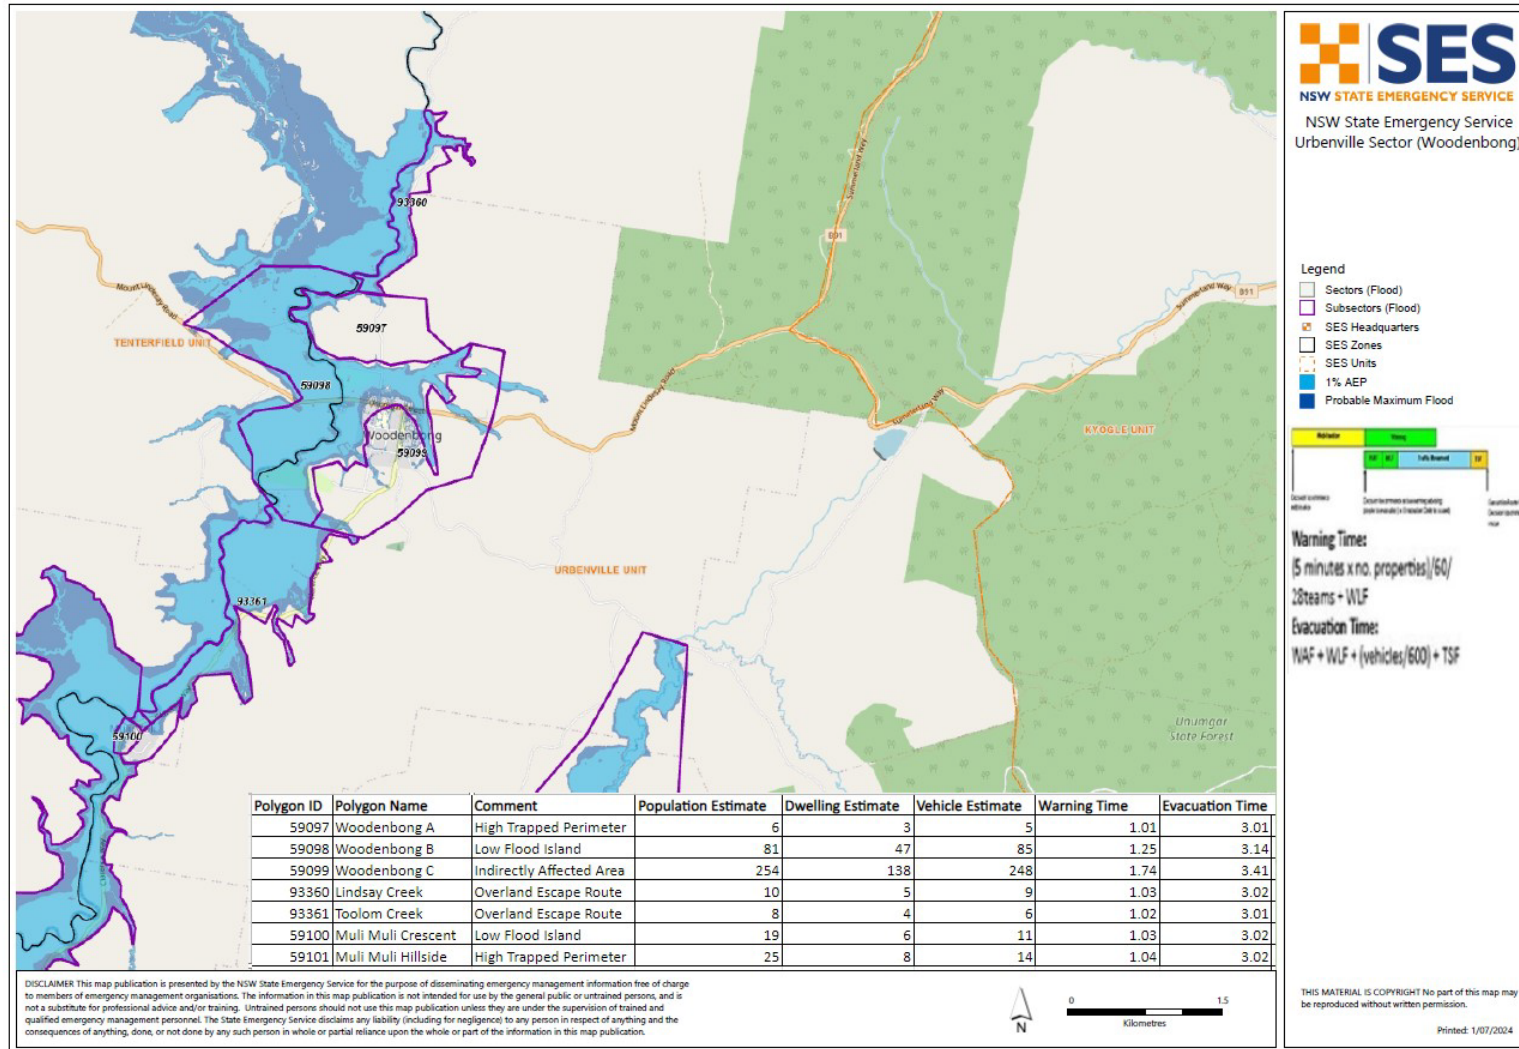 SES
NSW STATE EMERGENCY SERVICE
NSW State Emergency Service
Urbenville Sector (Woodenbong)
93360
Summerland Way
B91
Mount Lindesay Road
59097
TENTERFIELD UNIT
59098
Summerland Way
B91
Mount Lindesay Road
Summerland Way
Woodenbong
59099
KYOGLE UNIT
URBENVILLE UNIT
93361
59100
Unumgar
State Forest
Legend
Sectors (Flood)
Subsectors (Flood)
SES Headquarters
SES Zones
SES Units
1% AEP
Probable Maximum Flood
Warning Time:
(5 minutes x no. properties)/60/
28teams + WLF
Evacuation Time:
WAF + WLF + (vehicles/600) + TSF
Polygon ID Polygon Name Comment Population Estimate Dwelling Estimate Vehicle Estimate Warning Time Evacuation Time
59097 Woodenbong A High Trapped Perimeter 6 3 5 1.01 3.01
59098 Woodenbong B Low Flood Island 81 47 85 1.25 3.14
59099 Woodenbong C Indirectly Affected Area 254 138 248 1.74 3.41
93360 Lindsay Creek Overland Escape Route 10 5 9 1.03 3.02
93361 Toolom Creek Overland Escape Route 8 4 6 1.02 3.01
59100 Muli Muli Crescent Low Flood Island 19 6 11 1.03 3.02
59101 Muli Muli Hillside High Trapped Perimeter 25 8 14 1.04 3.02
DISCLAIMER This map publication is presented by the NSW State Emergency Service for the purpose of disseminating emergency management information free of charge
to members of emergency management organisations. The information in this map publication is not intended for use by the general public or untrained persons, and is
not a substitute for professional advice and/or training. Untrained persons should not use this map publication unless they are under the supervision of trained and
qualified emergency management personnel. The State Emergency Service disclaims any liability (including for negligence) to any person in respect of anything and the
consequences of anything, done, or not done by any such person in whole or partial reliance upon the whole or part of the information in this map publication.
N
0 1.5
Kilometres
THIS MATERIAL IS COPYRIGHT No part of this map may
be reproduced without written permission.
Printed: 1/07/2024